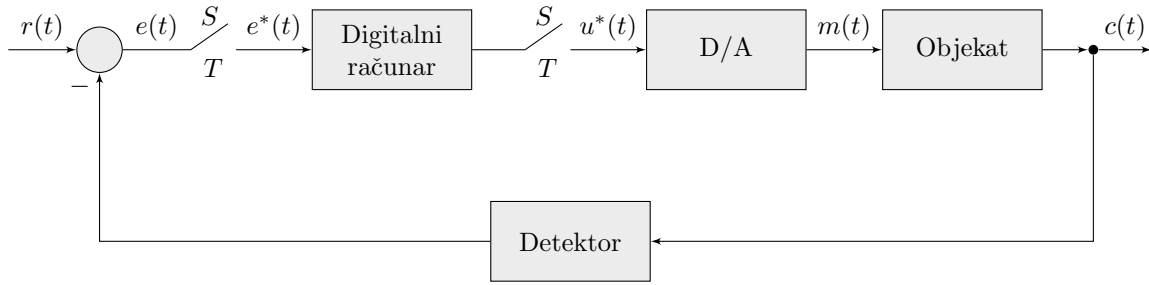 r(t)
e(t)
S
T
e*(t)
Digitalni
računar
S
T
u*(t)
D/A
m(t)
Objekat
c(t)
−
Detektor